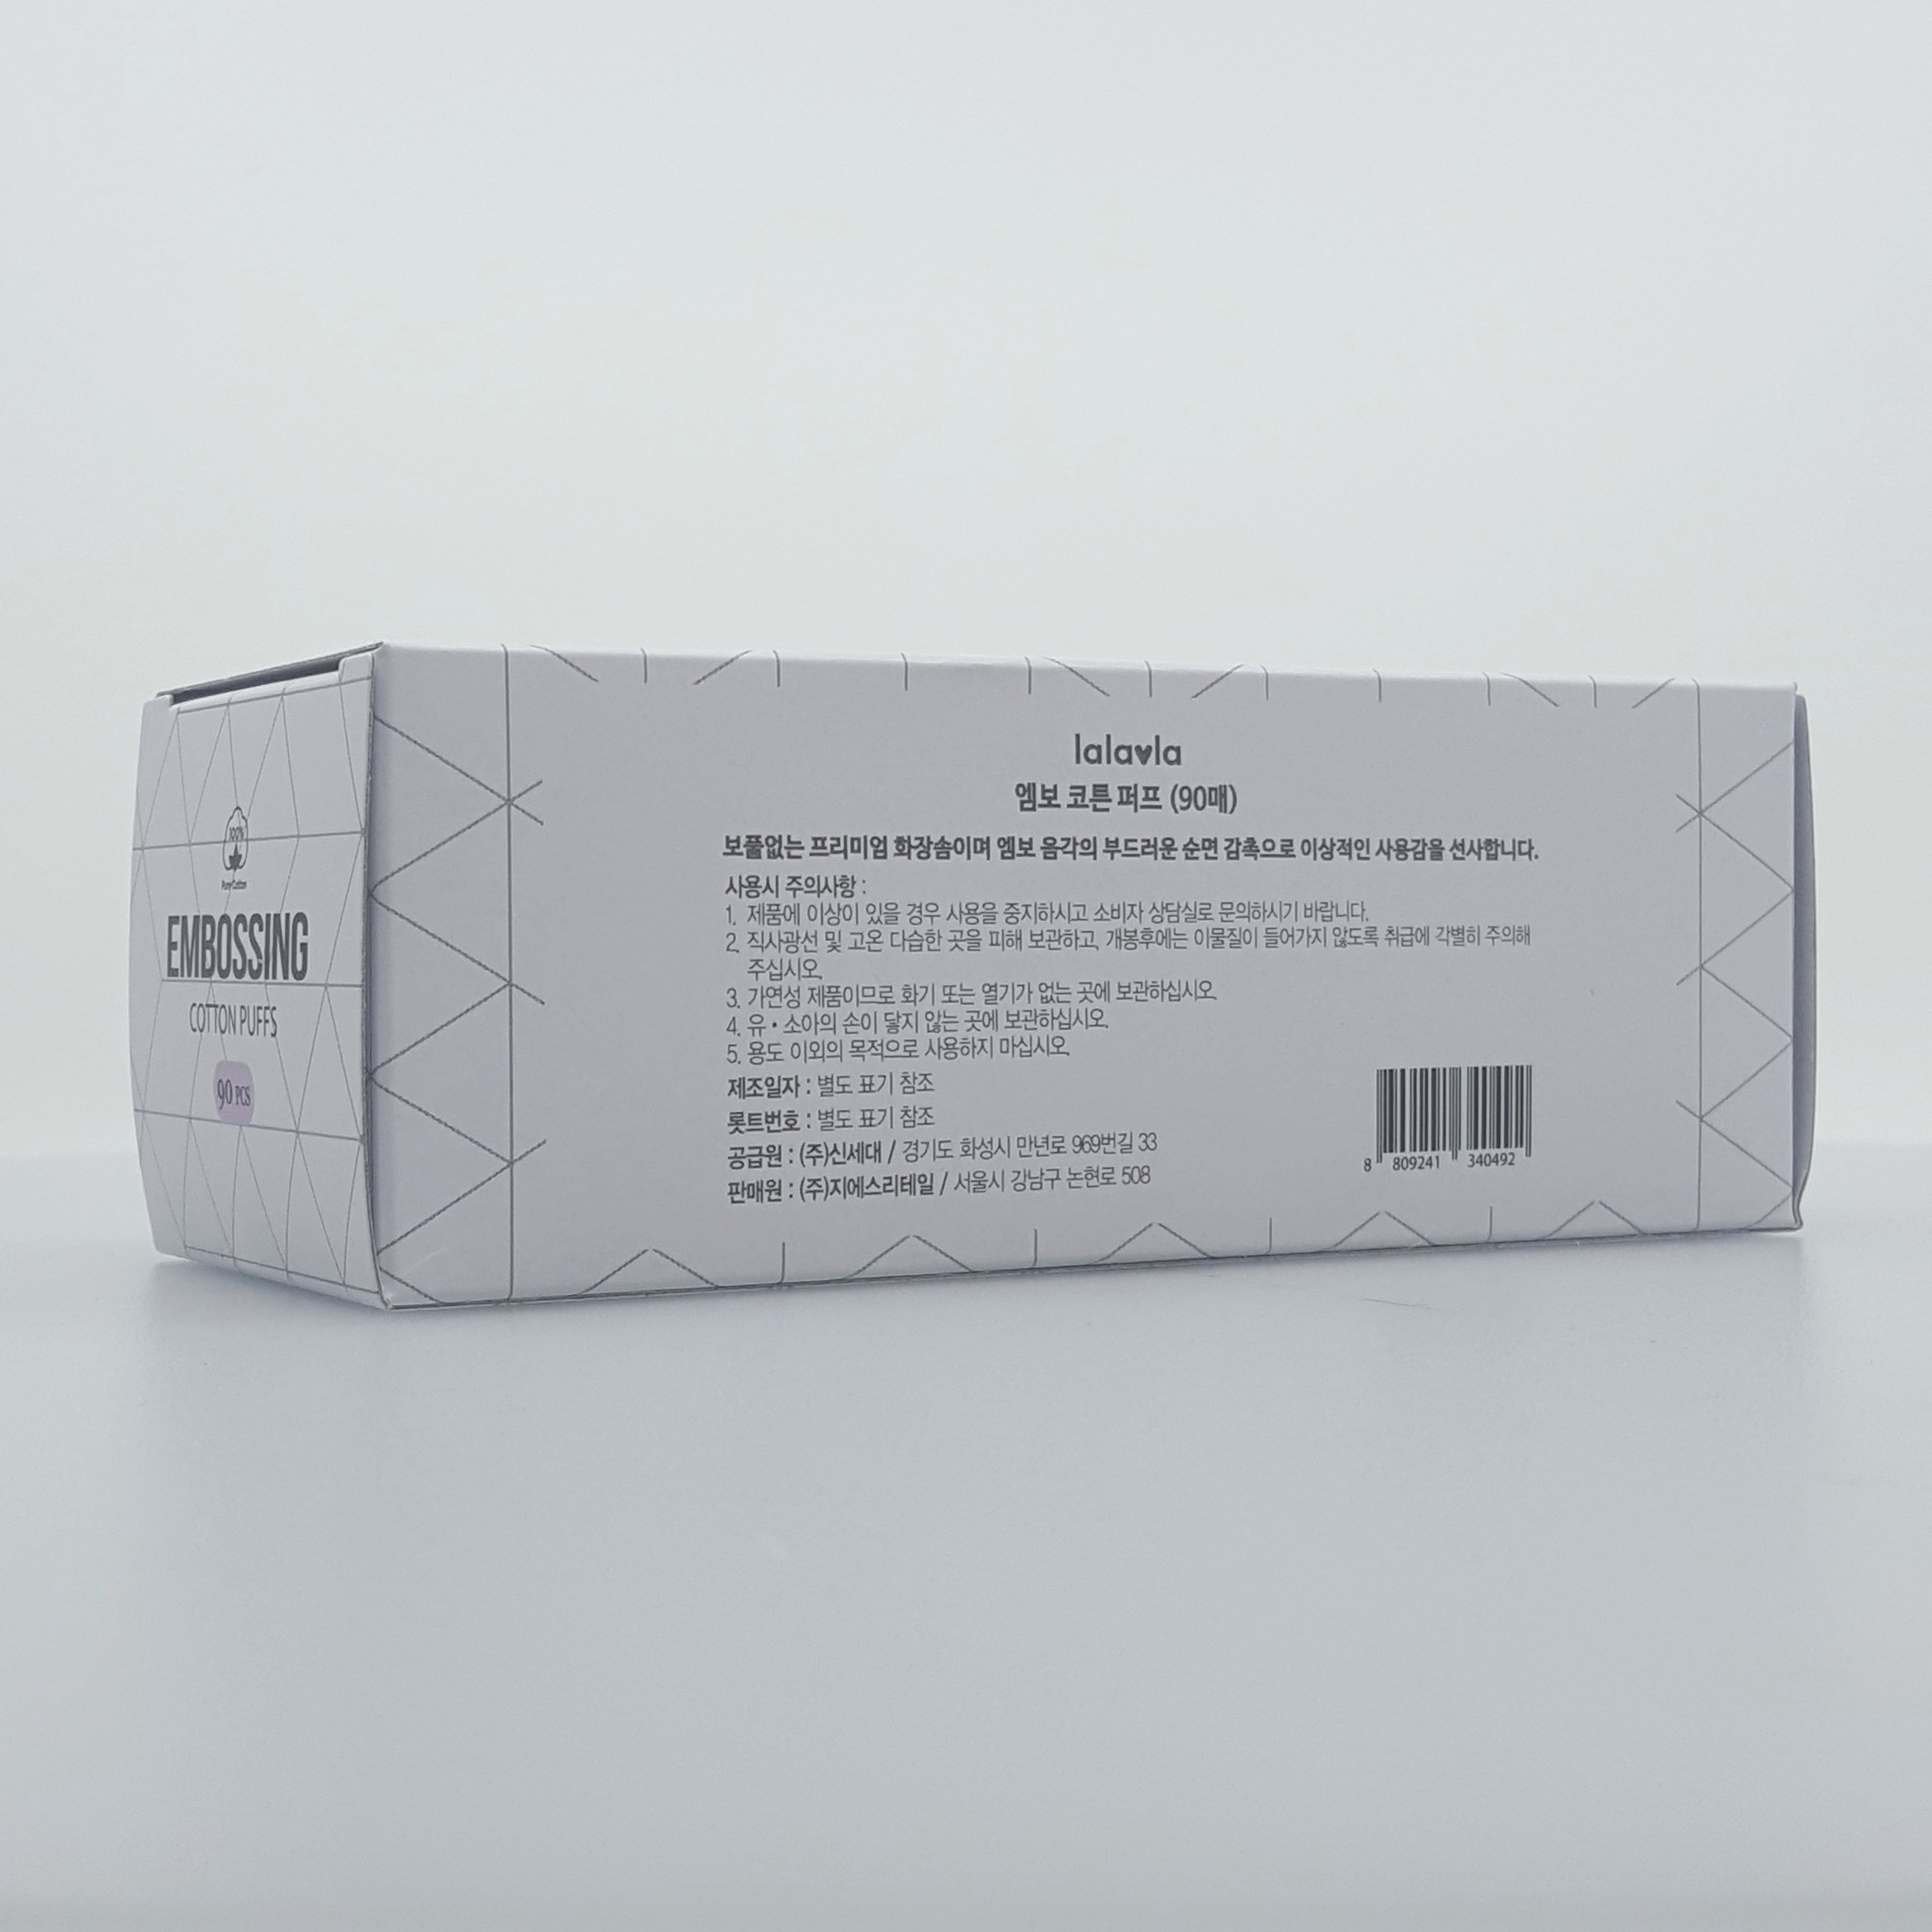 100%
Pure Cotton
EMBOSSING
COTTON PUFFS
90 PCS
lalavla
엠보 코튼 퍼프 (90매)
보풀없는 프리미엄 화장솜이며 엠보 음각의 부드러운 순면 감촉으로 이상적인 사용감을 선사합니다.
사용시 주의사항 :
1. 제품에 이상이 있을 경우 사용을 중지하시고 소비자 상담실로 문의하시기 바랍니다.
2. 직사광선 및 고온 다습한 곳을 피해 보관하고, 개봉후에는 이물질이 들어가지 않도록 취급에 각별히 주의해
주십시오.
3. 가연성 제품이므로 화기 또는 열기가 없는 곳에 보관하십시오.
4. 유・소아의 손이 닿지 않는 곳에 보관하십시오.
5. 용도 이외의 목적으로 사용하지 마십시오.
제조일자 : 별도 표기 참조
롯트번호 : 별도 표기 참조
공급원 : (주)신세대 / 경기도 화성시 만년로 969번길 33
판매원 : (주)지에스리테일 / 서울시 강남구 논현로 508
8 809241 340492